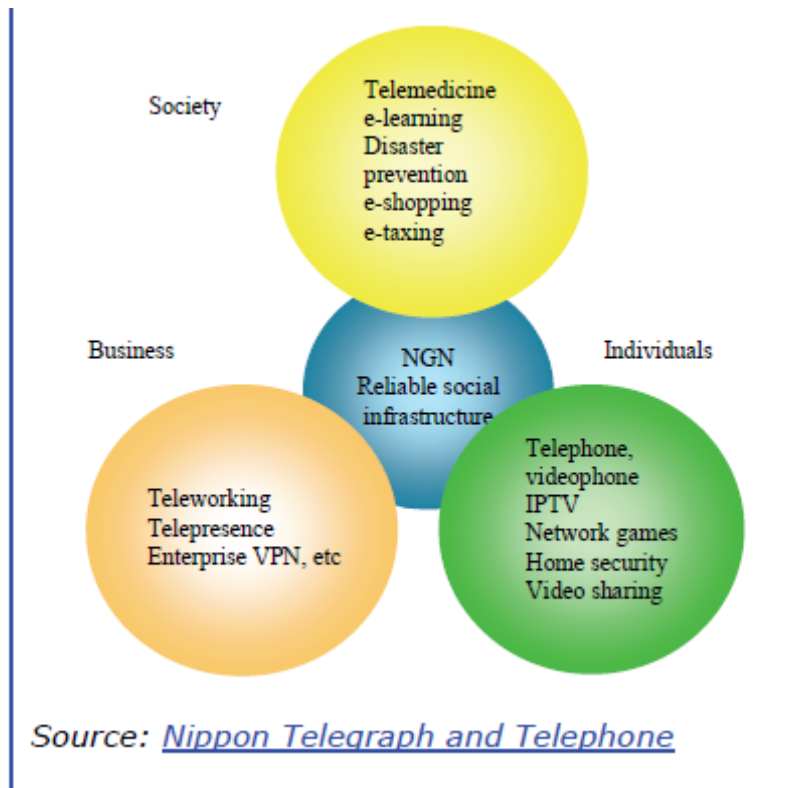 Society
Telemedicine
e-learning
Disaster
prevention
e-shopping
e-taxing
Business
NGN
Reliable social
infrastructure
Individuals
Teleworking
Telepresence
Enterprise VPN, etc
Telephone,
videophone
IPTV
Network games
Home security
Video sharing
Source: Nippon Telegraph and Telephone